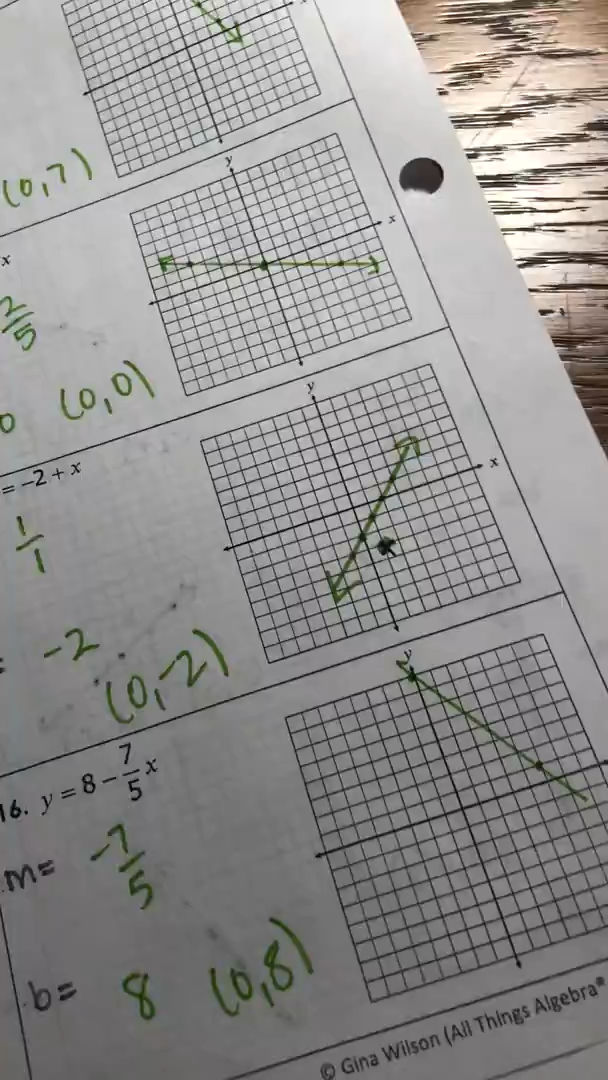 (0,7)
y
x
x
2/5
0 (0,0)
y
x
= -2 + x
1/1
= -2
(0,-2)
y
16. y = 8 - 7/5 x
m= -7/5
b= 8 (0,8)
© Gina Wilson (All Things Algebra®